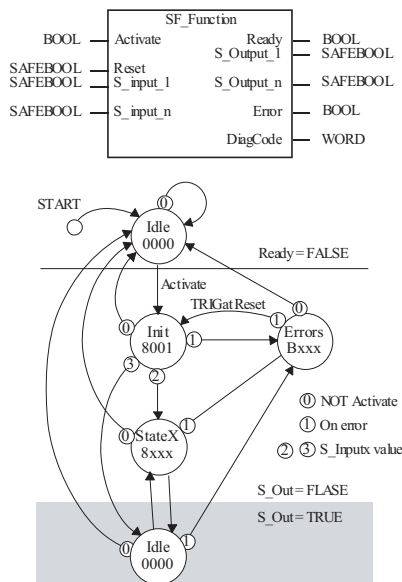 SF_Function
BOOL Activate Ready BOOL
S_Output_1 SAFEBOOL
SAFEBOOL Reset
SAFEBOOL S_input_1 S_Output_n SAFEBOOL
SAFEBOOL S_input_n Error BOOL
DiagCode WORD
START
0
Idle
0000
Ready=FALSE
Activate
TRIGatReset
0
1
0
Init
8001
1
Errors
Bxxx
3
2
0 NOT Activate
1 On error
2 3 S_Inputx value
0
StateX
8xxx
1
S_Out=FLASE
S_Out=TRUE
0
Idle
0000
1